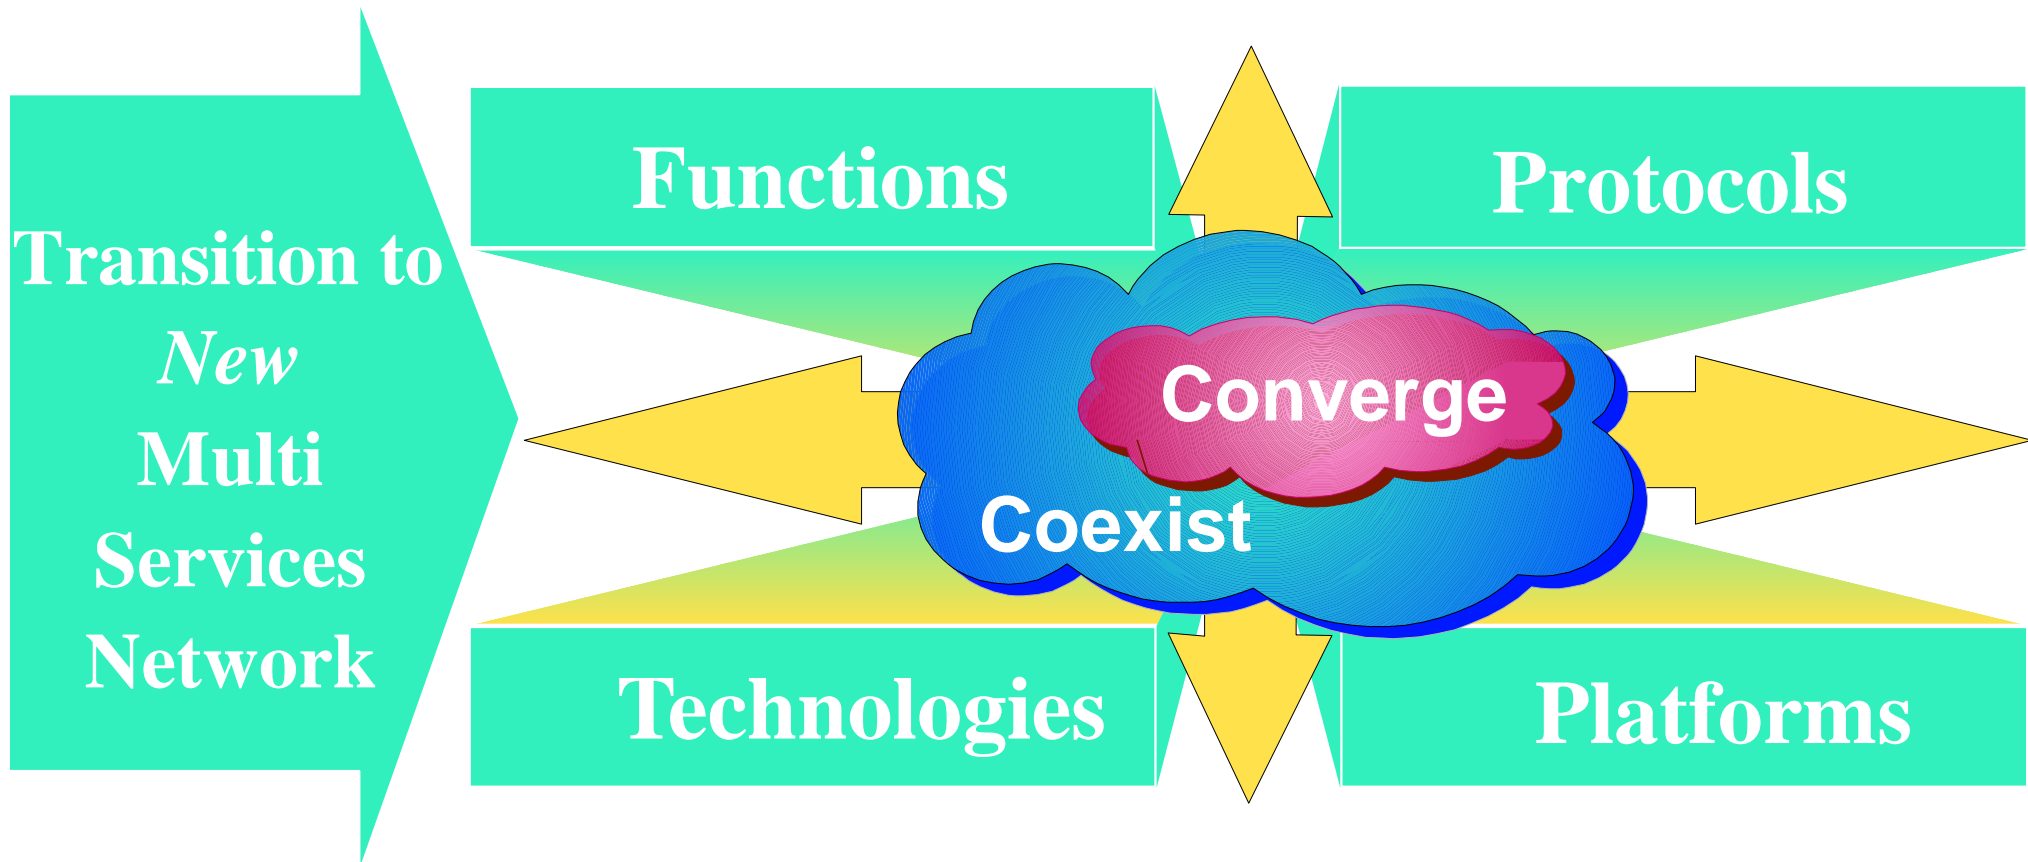 Transition to
New
Multi
Services
Network
Functions
Protocols
Converge
Coexist
Technologies
Platforms